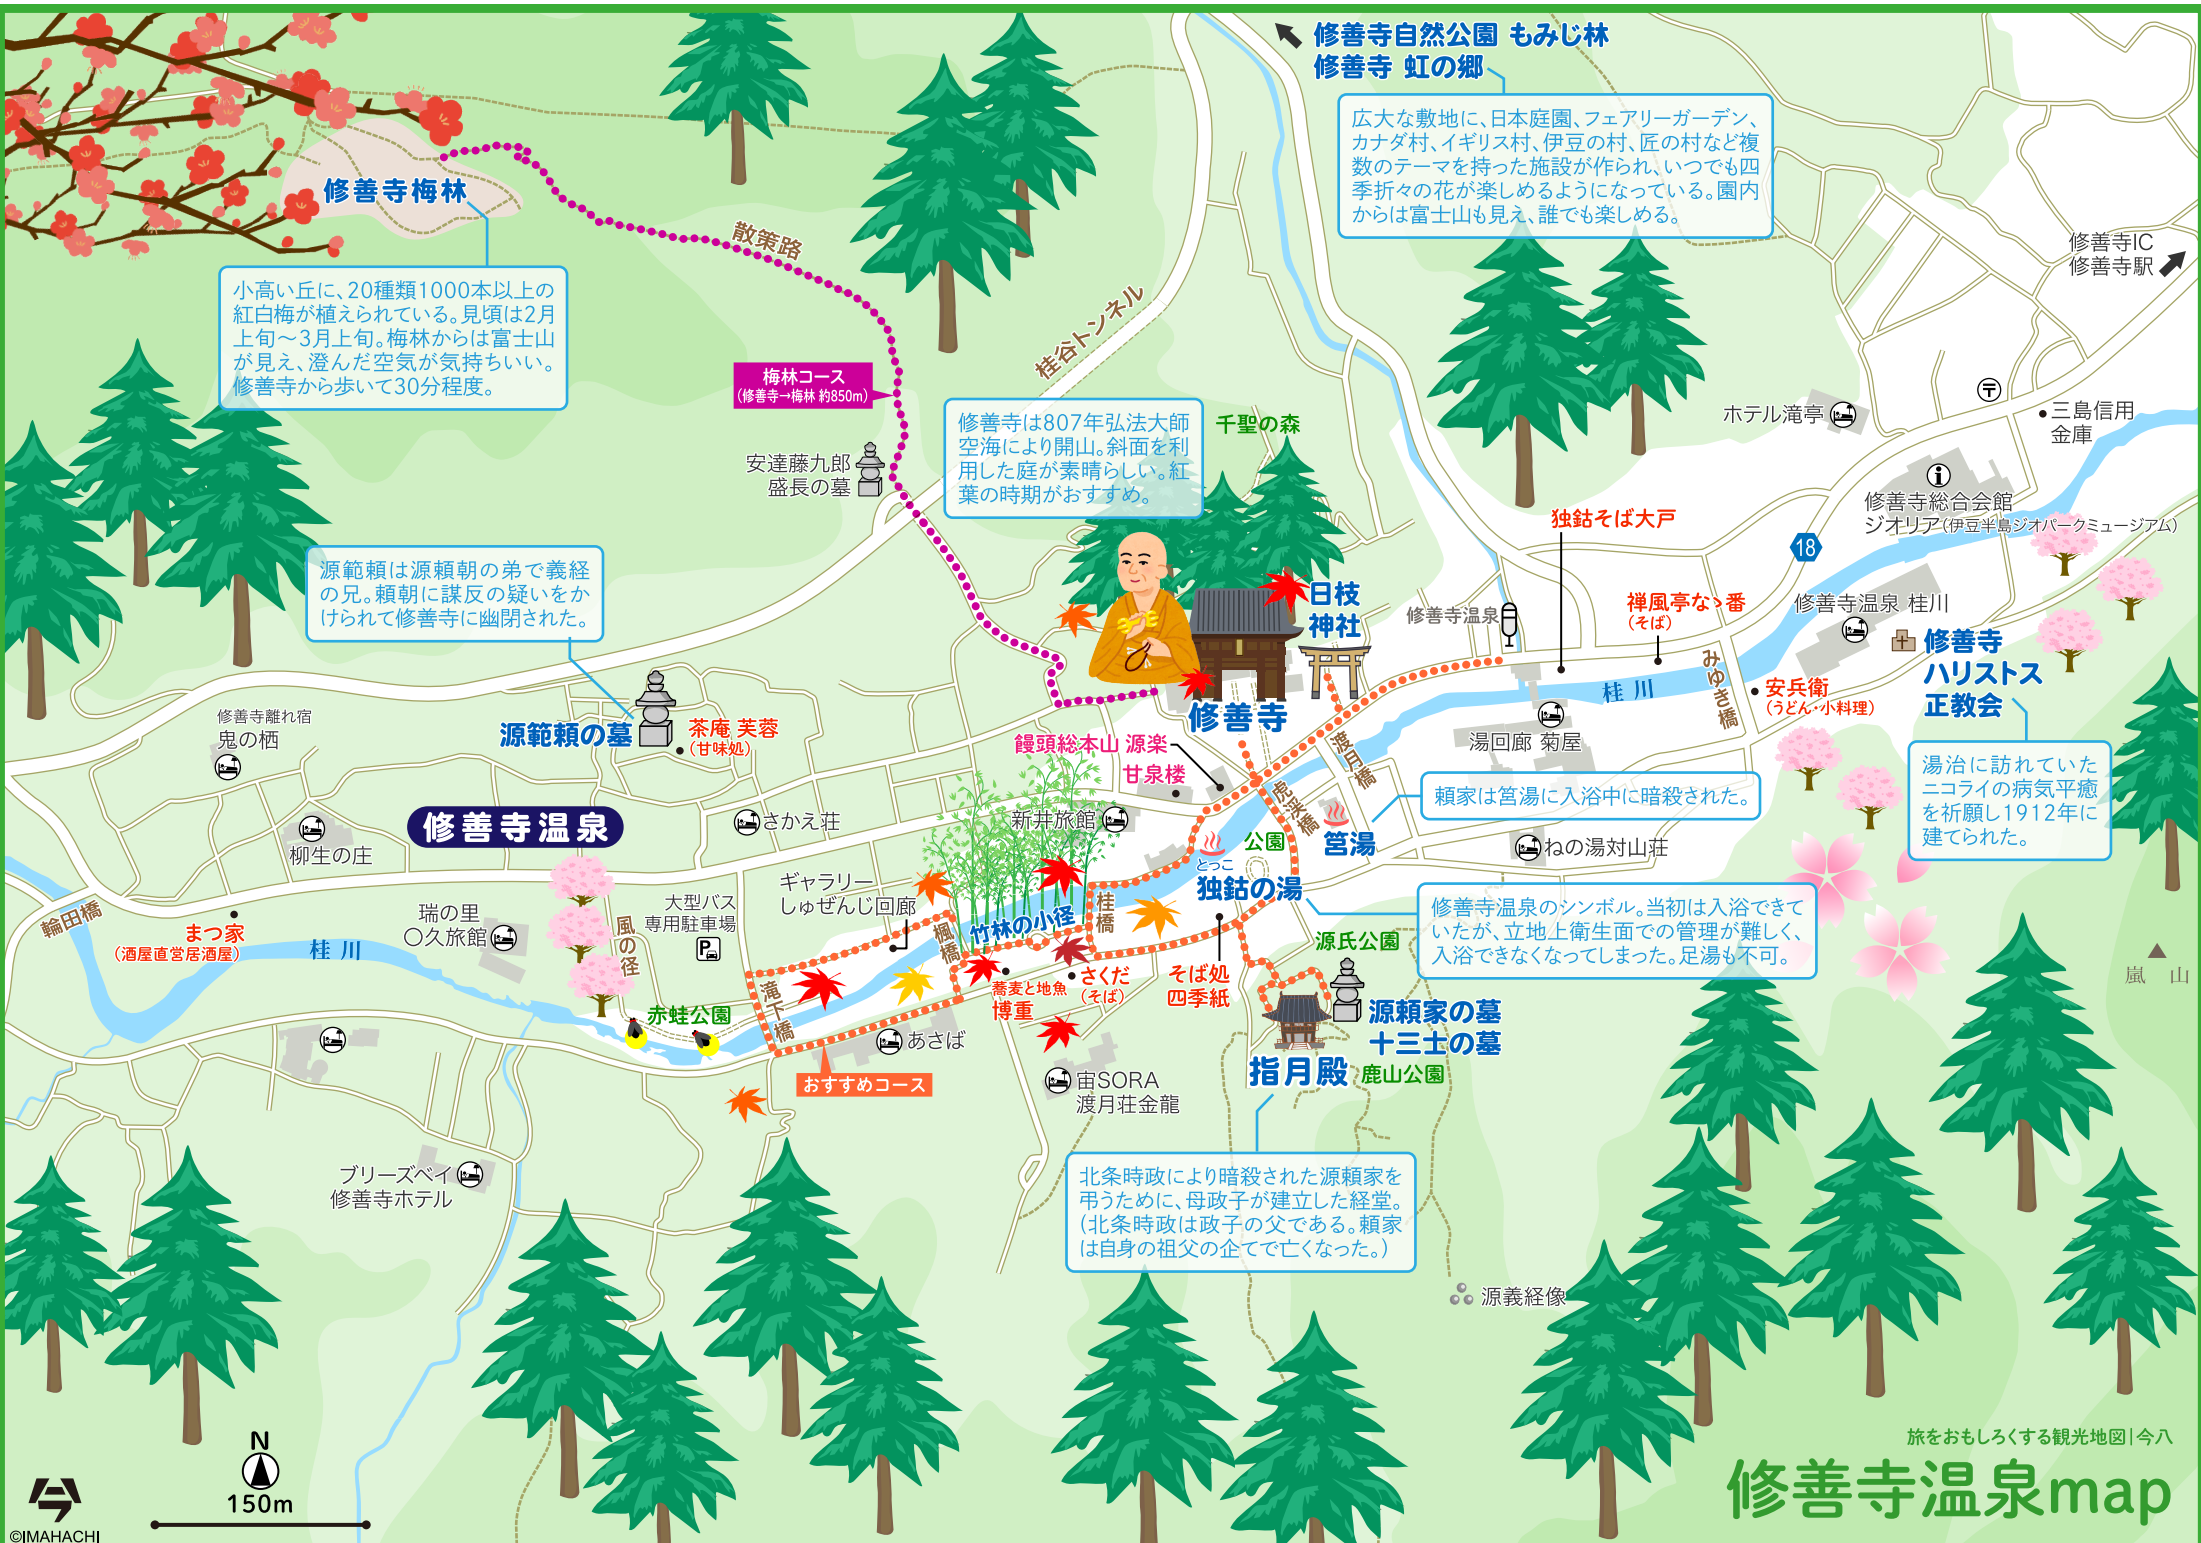 修善寺自然公園 もみじ林
修善寺 虹の郷
広大な敷地に、日本庭園、フェアリーガーデン、
カナダ村、イギリス村、伊豆の村、匠の村など複
数のテーマを持った施設が作られ、いつでも四
季折々の花が楽しめるようになっている。園内
からは富士山も見え、誰でも楽しめる。
修善寺IC
修善寺駅
修善寺梅林
散策路
小高い丘に、20種類1000本以上の
紅白梅が植えられている。見頃は2月
上旬〜3月上旬。梅林からは富士山
が見え、澄んだ空気が気持ちいい。
修善寺から歩いて30分程度。
桂谷トンネル
梅林コース
(修善寺→梅林 約850m)
安達藤九郎
盛長の墓
修善寺は807年弘法大師
空海により開山。斜面を利
用した庭が素晴らしい。紅
葉の時期がおすすめ。
千聖の森
ホテル滝亭
三島信用
金庫
修善寺総合会館
ジオリア(伊豆半島ジオパークミュージアム)
18
独鈷そば大戸
禅風亭なゝ番
(そば)
修善寺温泉 桂川
修善寺
ハリストス
正教会
修善寺温泉
日枝
神社
源範頼は源頼朝の弟で義経
の兄。頼朝に謀反の疑いをか
けられて修善寺に幽閉された。
源範頼の墓
茶庵 芙蓉
(甘味処)
修善寺離れ宿
鬼の栖
修善寺
饅頭総本山 源楽
甘泉楼
桂川
みゆき橋
安兵衛
(うどん・小料理)
湯回廊 菊屋
渡月橋
虎渓橋
頼家は筥湯に入浴中に暗殺された。
湯治に訪れていた
ニコライの病気平癒
を祈願し1912年に
建てられた。
修善寺温泉
柳生の庄
さかえ荘
新井旅館
公園
筥湯
ねの湯対山荘
とっこ
独鈷の湯
修善寺温泉のシンボル。当初は入浴できて
いたが、立地上衛生面での管理が難しく、
入浴できなくなってしまった。足湯も不可。
ギャラリー
しゅぜんじ回廊
大型バス
専用駐車場
P
瑞の里
〇久旅館
風の径
輪田橋
まつ家
(酒屋直営居酒屋)
桂川
楓橋
竹林の小径
桂橋
滝下橋
赤蛙公園
蕎麦と地魚
博重
さくだ
(そば)
そば処
四季紙
源氏公園
源頼家の墓
十三士の墓
指月殿
鹿山公園
嵐山
あさば
おすすめコース
宙SORA
渡月荘金龍
ブリーズベイ
修善寺ホテル
北条時政により暗殺された源頼家を
弔うために、母政子が建立した経堂。
(北条時政は政子の父である。頼家
は自身の祖父の企てで亡くなった。)
源義経像
N
150m
©IMAHACHI
旅をおもしろくする観光地図|今八
修善寺温泉map